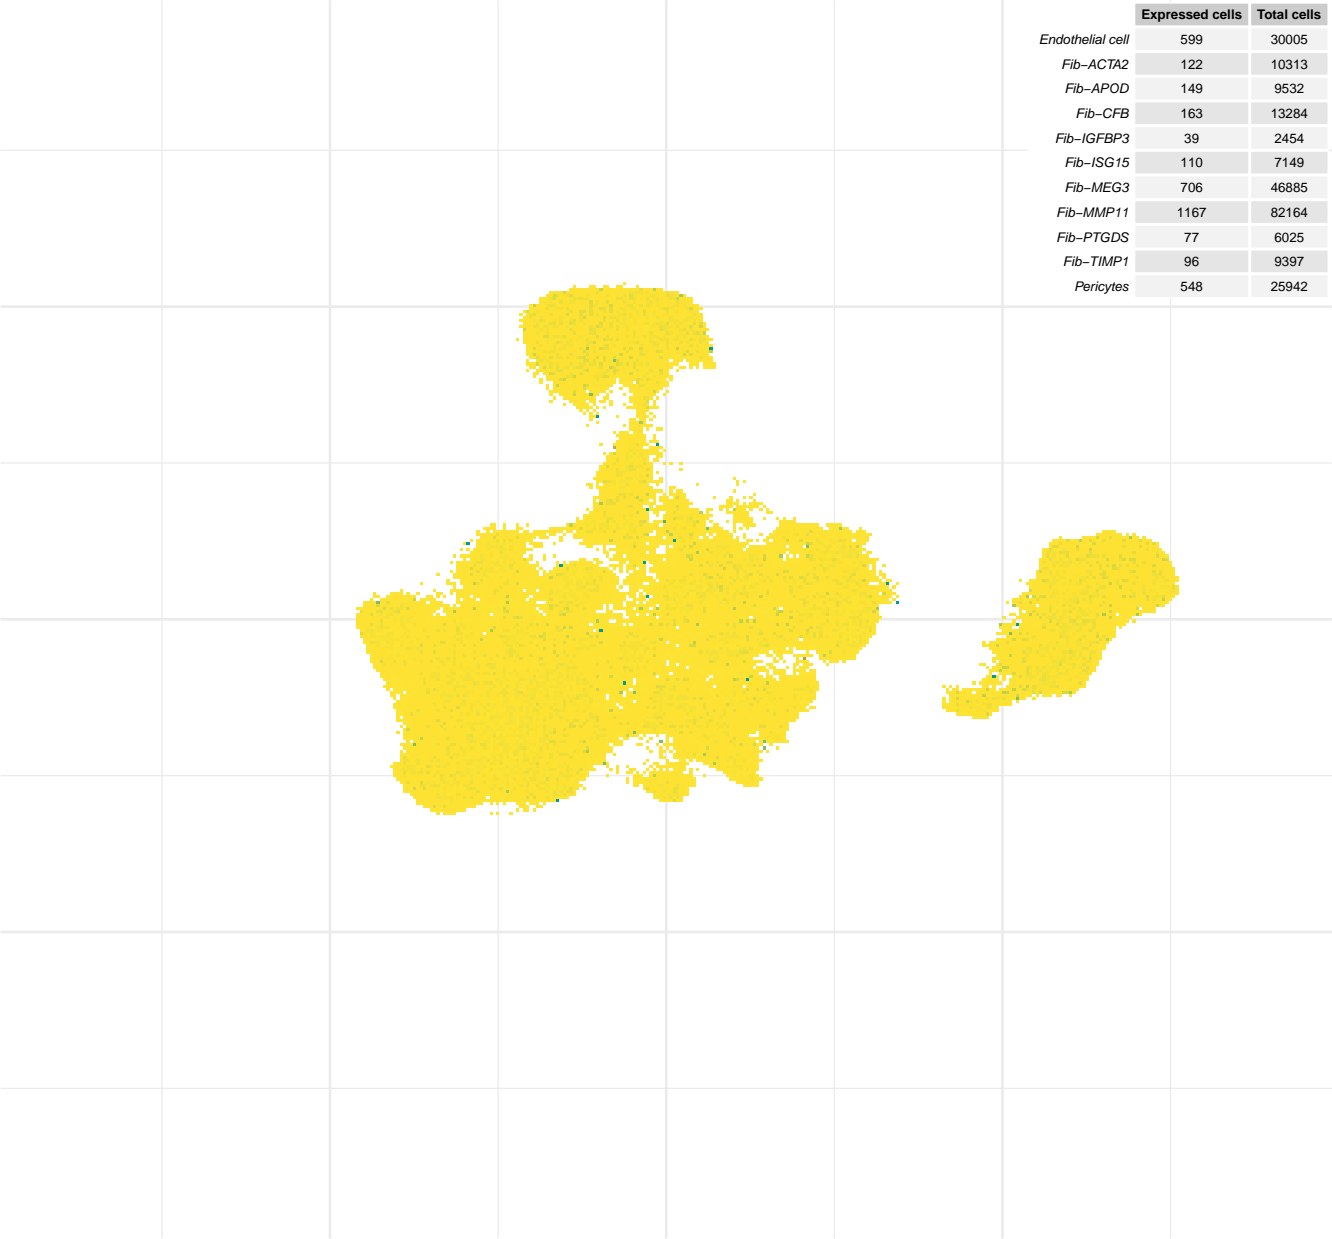 Expressed cells Total cells
Endothelial cell 599 30005
Fib−ACTA2 122 10313
Fib−APOD 149 9532
Fib−CFB 163 13284
Fib−IGFBP3 39 2454
Fib−ISG15 110 7149
Fib−MEG3 706 46885
Fib−MMP11 1167 82164
Fib−PTGDS 77 6025
Fib−TIMP1 96 9397
Pericytes 548 25942